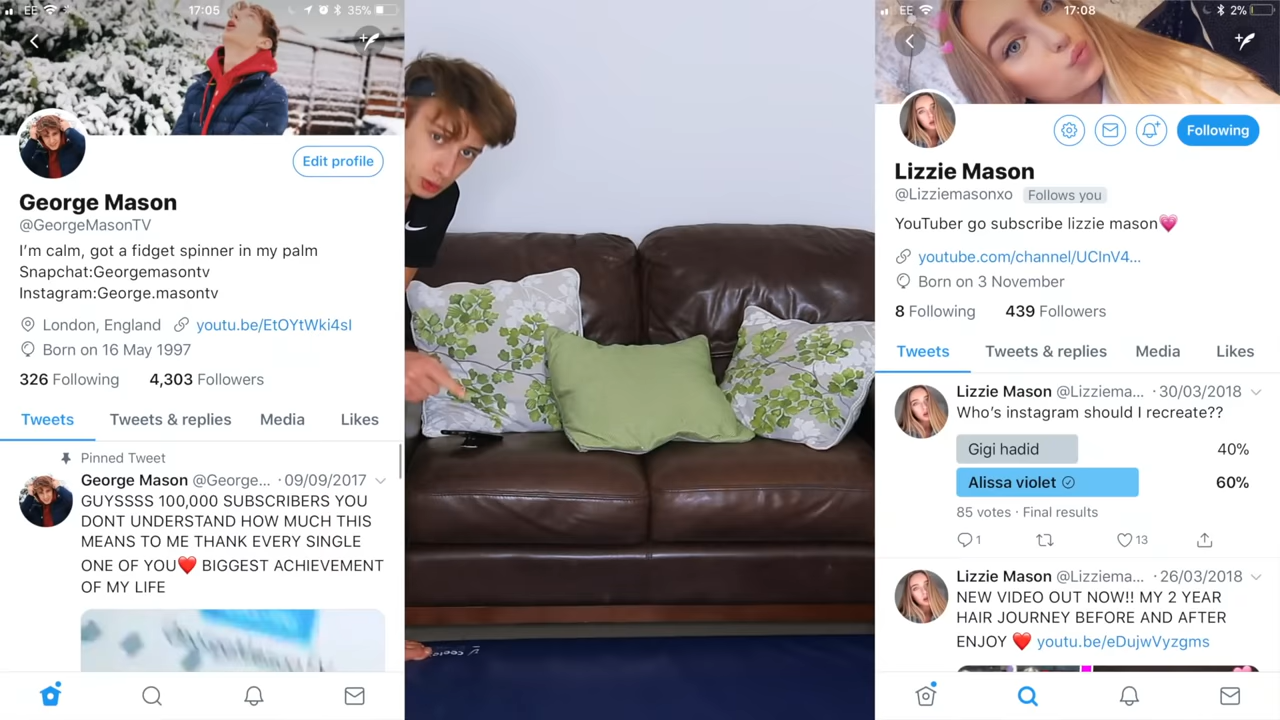 EE 17:05 35%
Edit profile
George Mason
@GeorgeMasonTV
I'm calm, got a fidget spinner in my palm
Snapchat:Georgemasontv
Instagram:George.masontv
London, England youtu.be/EtOYtWki4sI
Born on 16 May 1997
326 Following 4,303 Followers
Tweets Tweets & replies Media Likes
Pinned Tweet
George Mason @George... · 09/09/2017
GUYSSSS 100,000 SUBSCRIBERS YOU
DONT UNDERSTAND HOW MUCH THIS
MEANS TO ME THANK EVERY SINGLE
ONE OF YOU❤️ BIGGEST ACHIEVEMENT
OF MY LIFE
EE 17:08 2%
Following
Lizzie Mason
@Lizziemasonxo Follows you
YouTuber go subscribe lizzie mason💗
youtube.com/channel/UCInV4...
Born on 3 November
8 Following 439 Followers
Tweets Tweets & replies Media Likes
Lizzie Mason @Lizziema... · 30/03/2018
Who's instagram should I recreate??
Gigi hadid 40%
Alissa violet 60%
85 votes · Final results
1 13
Lizzie Mason @Lizziema... · 26/03/2018
NEW VIDEO OUT NOW!! MY 2 YEAR
HAIR JOURNEY BEFORE AND AFTER
ENJOY ❤️ youtu.be/eDujwVyzgms